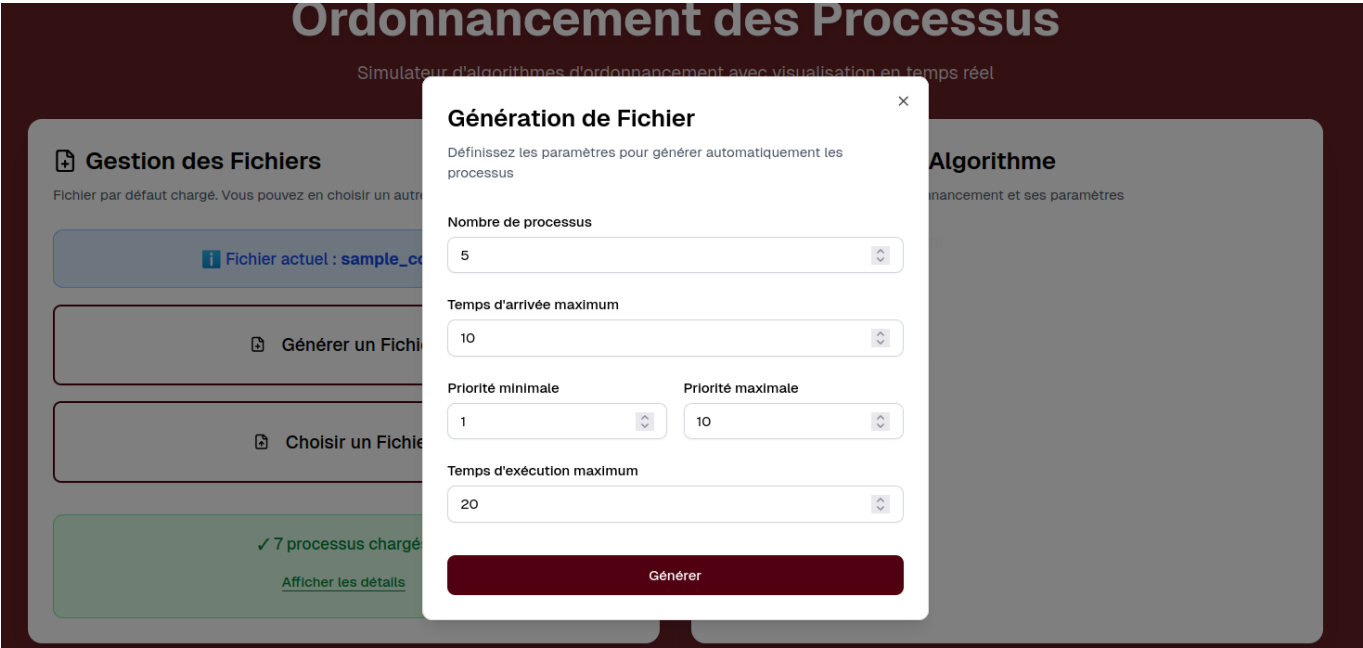 Ordonnancement des Processus
Simulateur d'algorithmes d'ordonnancement avec visualisation en temps réel
Gestion des Fichiers
Fichier par défaut chargé. Vous pouvez en choisir un autre
Fichier actuel : sample_co
Générer un Fichi
Choisir un Fichie
✓ 7 processus chargés
Afficher les détails
Génération de Fichier
Définissez les paramètres pour générer automatiquement les
processus
Nombre de processus
5
Temps d'arrivée maximum
10
Priorité minimale
Priorité maximale
1
10
Temps d'exécution maximum
20
Générer
Algorithme
nnancement et ses paramètres